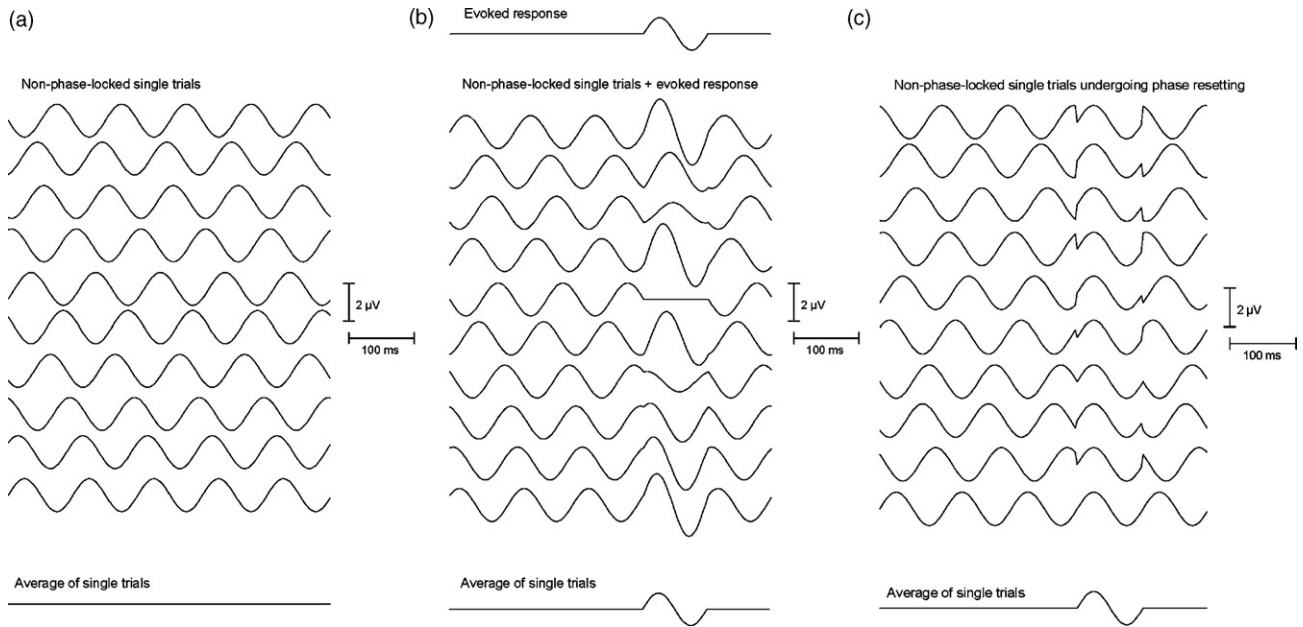 (a)
Non-phase-locked single trials
2 µV
100 ms
Average of single trials
(b)
Evoked response
Non-phase-locked single trials + evoked response
2 µV
100 ms
Average of single trials
(c)
Non-phase-locked single trials undergoing phase resetting
2 µV
100 ms
Average of single trials